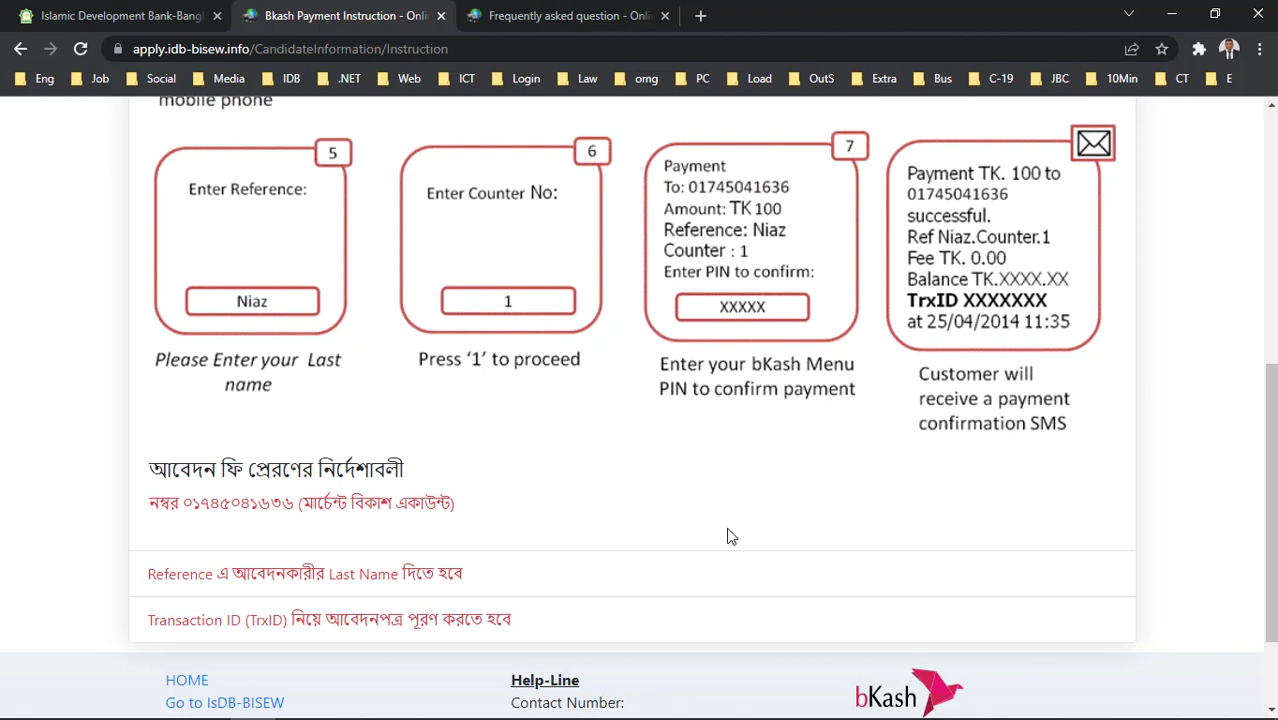 Islamic Development Bank-Bang
Bkash Payment Instruction - Onli
Frequently asked question - Onli
apply.idb-bisew.info/CandidateInformation/Instruction
Eng Job Social Media IDB .NET Web ICT Login Law omg PC Load OutS Extra Bus C-19 JBC 10Min CT E
mobile phone
5
Enter Reference:
Niaz
Please Enter your Last
name
6
Enter Counter No:
1
Press ‘1’ to proceed
7
Payment
To: 01745041636
Amount: TK 100
Reference: Niaz
Counter : 1
Enter PIN to confirm:
XXXXX
Enter your bKash Menu
PIN to confirm payment
Payment TK. 100 to
01745041636
successful.
Ref Niaz.Counter.1
Fee TK. 0.00
Balance TK.XXXX.XX
TrxID XXXXXXX
at 25/04/2014 11:35
Customer will
receive a payment
confirmation SMS
আবেদন ফি প্রেরণের নির্দেশাবলী
নম্বর ০১৭৪৫০৪১৬৩৬ (মার্চেন্ট বিকাশ একাউন্ট)
Reference এ আবেদনকারীর Last Name দিতে হবে
Transaction ID (TrxID) নিয়ে আবেদনপত্র পূরণ করতে হবে
HOME
Go to IsDB-BISEW
Help-Line
Contact Number:
bKash